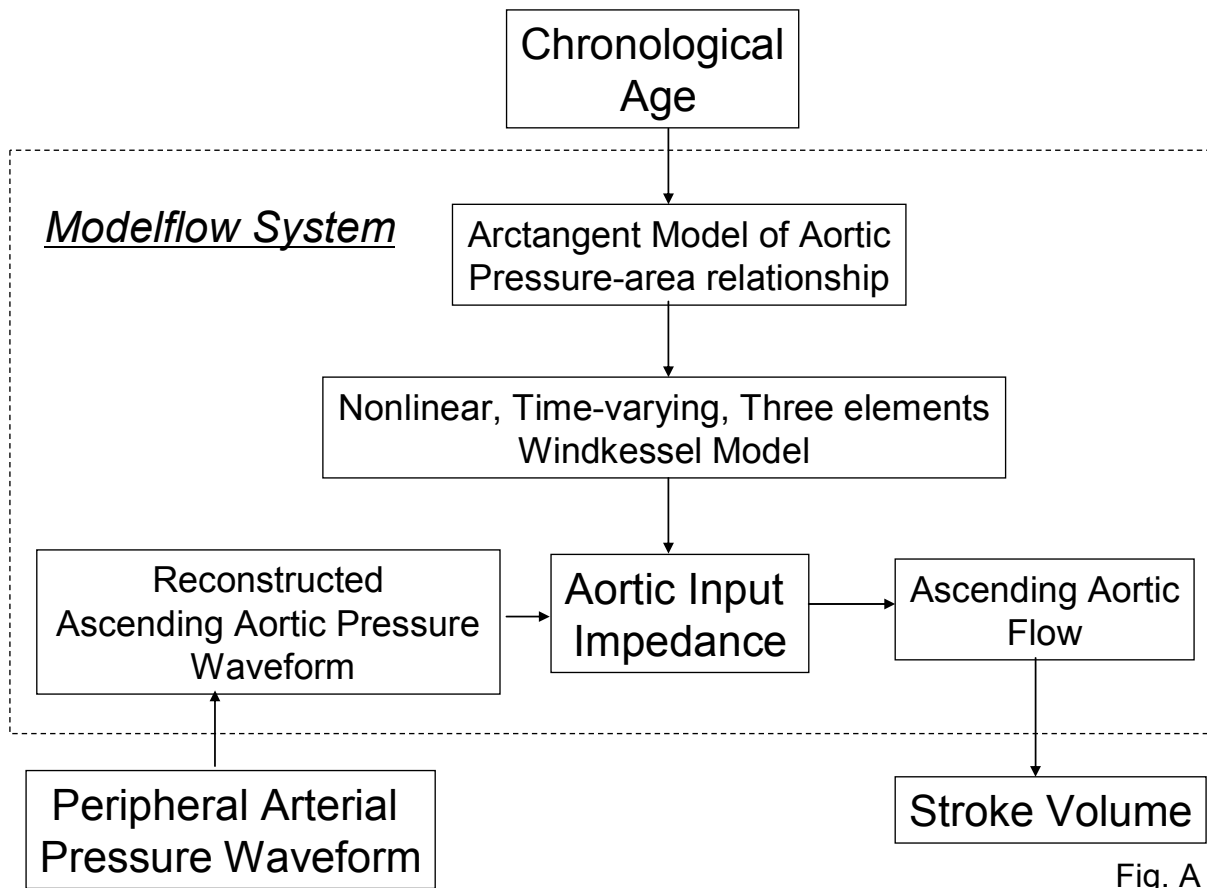 Chronological
Age
Modelflow System
Arctangent Model of Aortic
Pressure-area relationship
Nonlinear, Time-varying, Three elements
Windkessel Model
Reconstructed
Ascending Aortic Pressure
Waveform
Aortic Input
Impedance
Ascending Aortic
Flow
Peripheral Arterial
Pressure Waveform
Stroke Volume
Fig. A